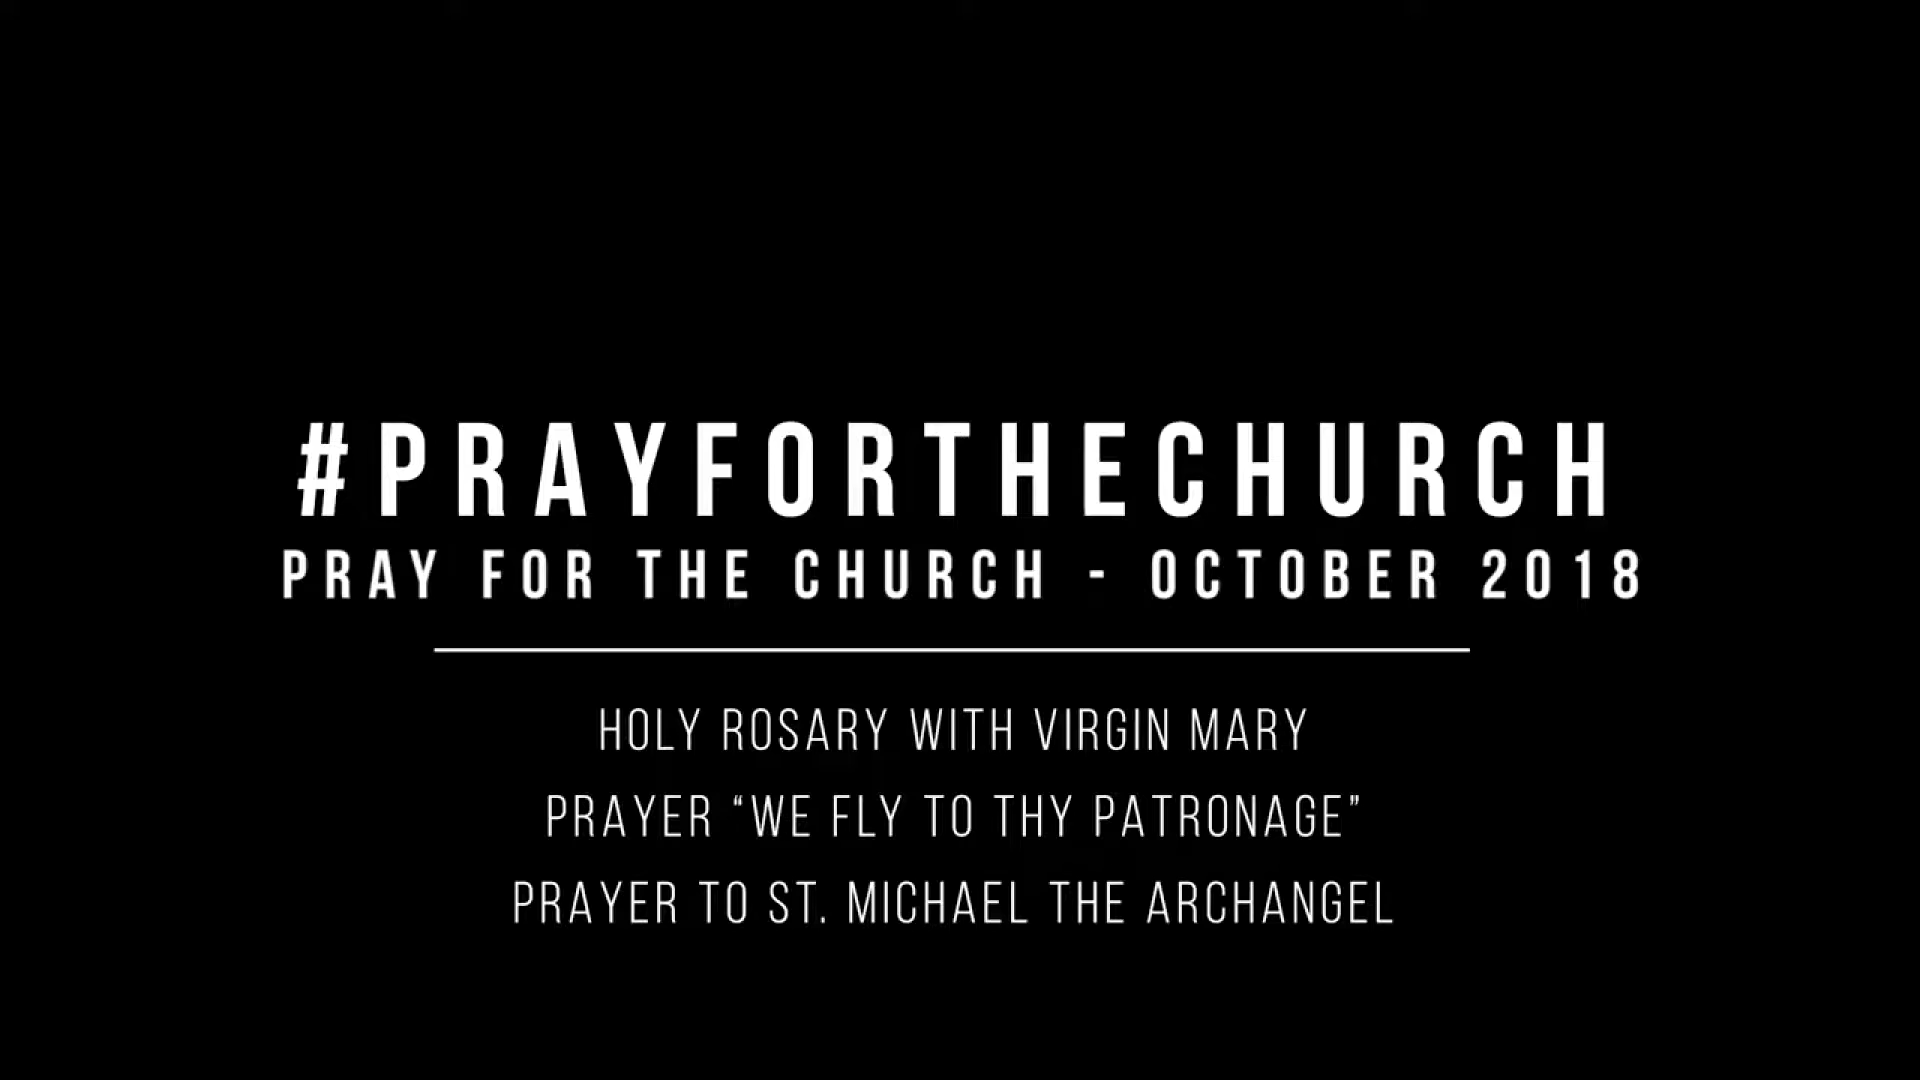 #PRAYFORTHECHURCH
PRAY FOR THE CHURCH - OCTOBER 2018
HOLY ROSARY WITH VIRGIN MARY
PRAYER “WE FLY TO THY PATRONAGE”
PRAYER TO ST. MICHAEL THE ARCHANGEL